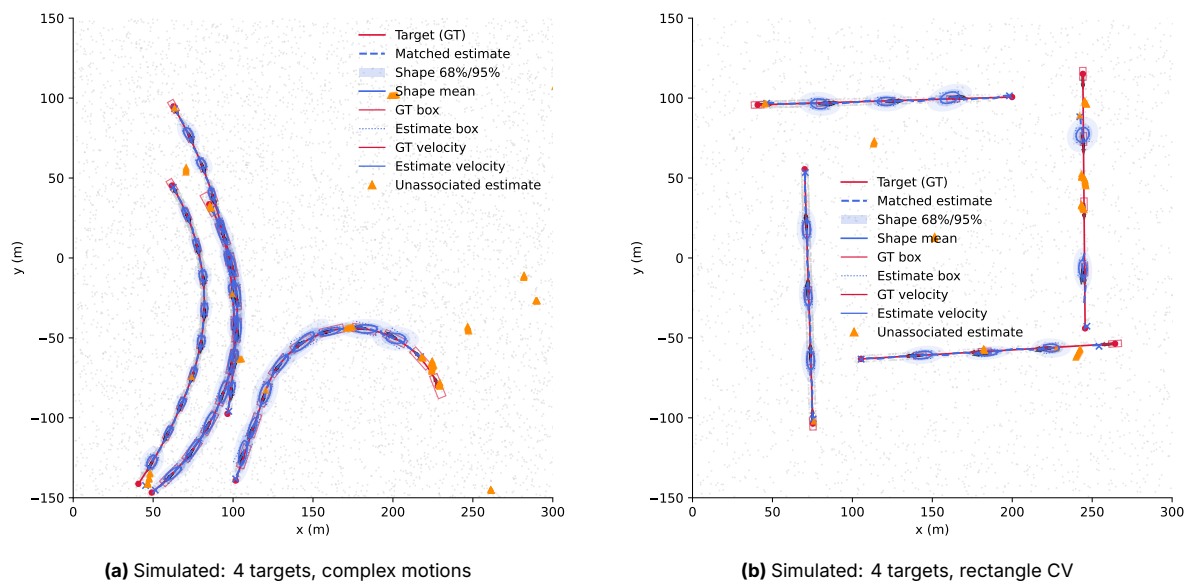 150
100
50
0
−50
−100
−150
y (m)
0
50
100
150
200
250
300
x (m)
Target (GT)
Matched estimate
Shape 68%/95%
Shape mean
GT box
Estimate box
GT velocity
Estimate velocity
Unassociated estimate
(a) Simulated: 4 targets, complex motions
150
100
50
0
−50
−100
−150
y (m)
0
50
100
150
200
250
300
x (m)
Target (GT)
Matched estimate
Shape 68%/95%
Shape mean
GT box
Estimate box
GT velocity
Estimate velocity
Unassociated estimate
(b) Simulated: 4 targets, rectangle CV